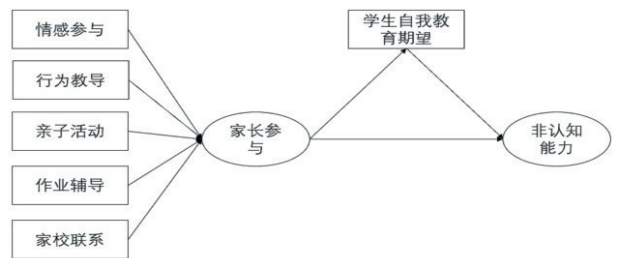 情感参与
行为教导
亲子活动
作业辅导
家校联系
家长参
与
学生自我教
育期望
非认知
能力